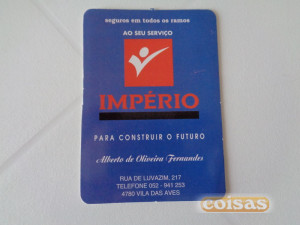 seguros em todos os ramos
AO SEU SERVIÇO
IMPÉRIO
PARA CONSTRUIR O FUTURO
Alberto de Oliveira Fernandes
RUA DE LUVAZIM, 217
TELEFONE 052 - 941 253
4780 VILA DAS AVES
coisas